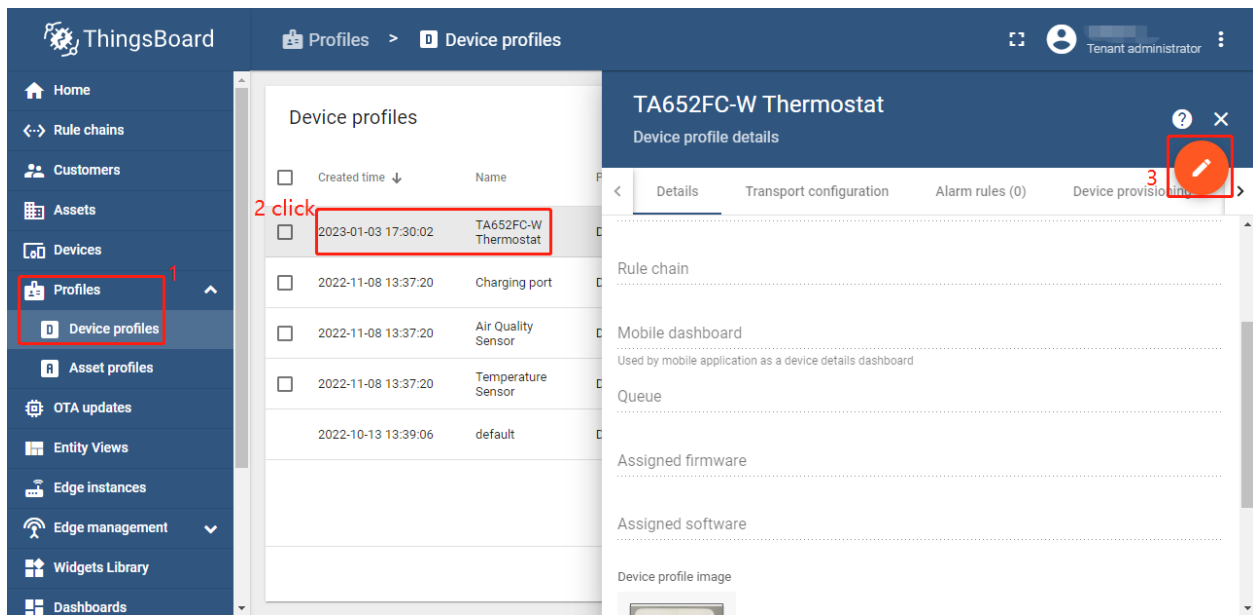 ThingsBoard
Profiles > D Device profiles
Tenant administrator
Home
Rule chains
Customers
Assets
Devices
Profiles
1
D Device profiles
A Asset profiles
OTA updates
Entity Views
Edge instances
Edge management
Widgets Library
Dashboards
Device profiles
Created time Name P
2 click
2023-01-03 17:30:02 TA652FC-W D
Thermostat
2022-11-08 13:37:20 Charging port D
2022-11-08 13:37:20 Air Quality D
Sensor
2022-11-08 13:37:20 Temperature D
Sensor
2022-10-13 13:39:06 default D
TA652FC-W Thermostat
Device profile details
?
3
Details Transport configuration Alarm rules (0) Device provisioning
Rule chain
Mobile dashboard
Used by mobile application as a device details dashboard
Queue
Assigned firmware
Assigned software
Device profile image